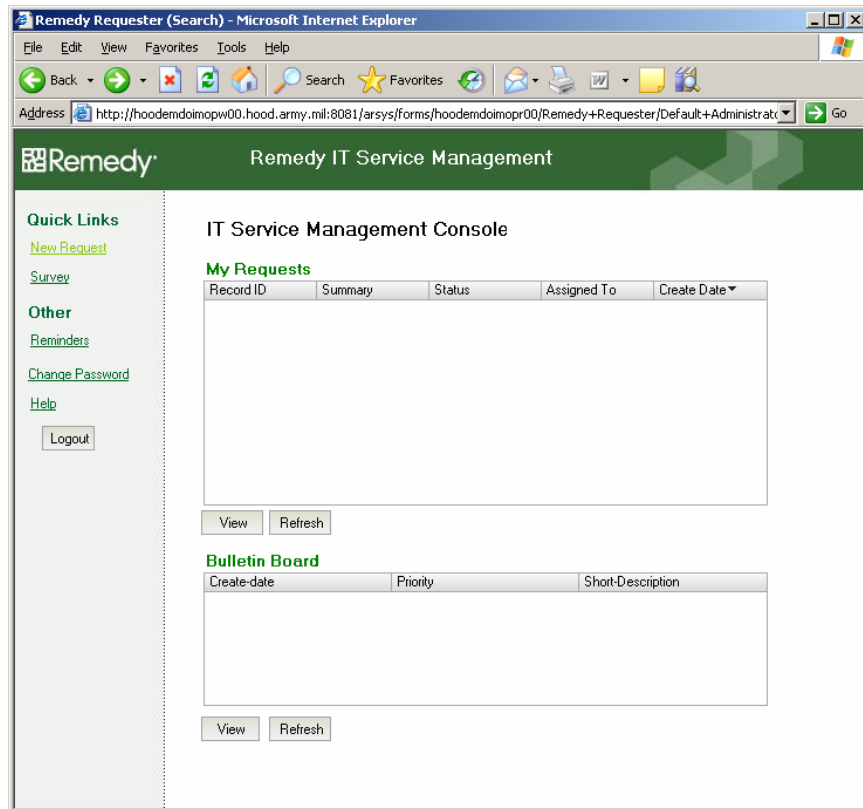 Remedy Requester (Search) - Microsoft Internet Explorer
File Edit View Favorites Tools Help
Back Search Favorites
Address http://hoodemdoimopw00.hood.army.mil:8081/arsys/forms/hoodemdoimopr00/Remedy+Requester/Default+Administrat Go
Remedy Remedy IT Service Management
Quick Links
New Request
Survey
Other
Reminders
Change Password
Help
Logout
IT Service Management Console
My Requests
Record ID Summary Status Assigned To Create Date
View Refresh
Bulletin Board
Create-date Priority Short-Description
View Refresh